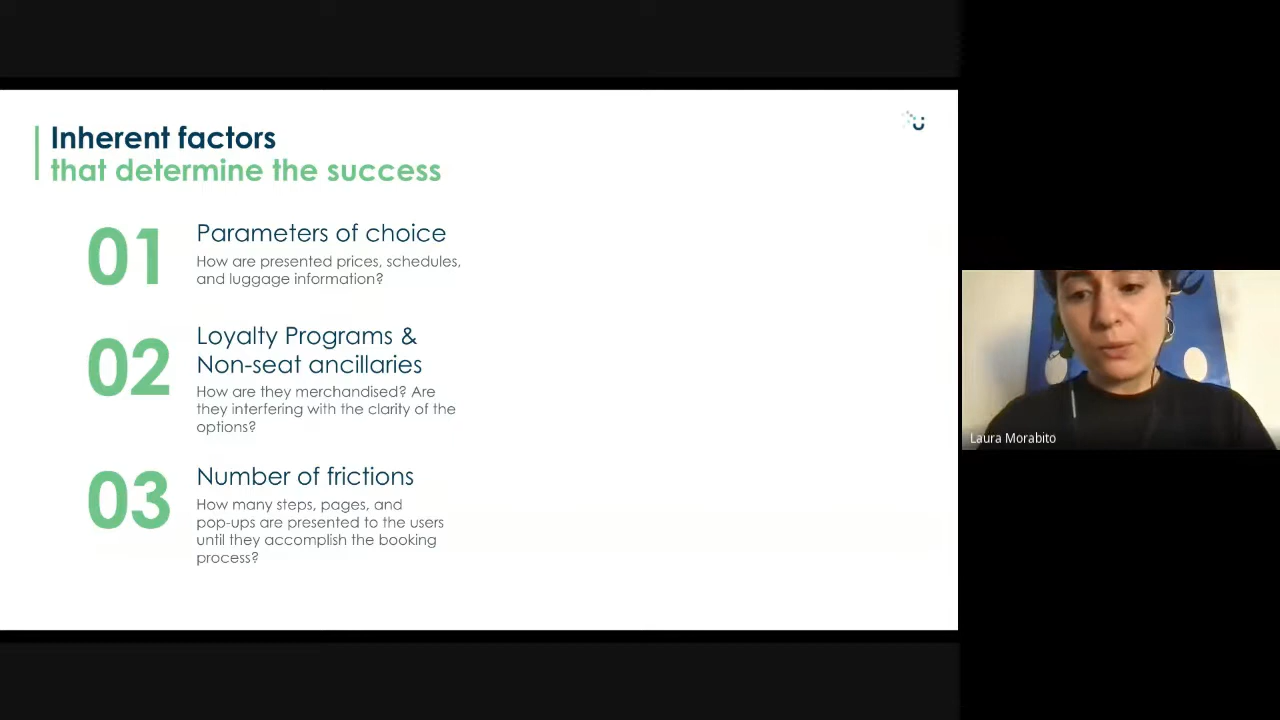 Inherent factors
that determine the success
01
Parameters of choice
How are presented prices, schedules,
and luggage information?
02
Loyalty Programs &
Non-seat ancillaries
How are they merchandised? Are
they interfering with the clarity of the
options?
03
Number of frictions
How many steps, pages, and
pop-ups are presented to the users
until they accomplish the booking
process?
Laura Morabito